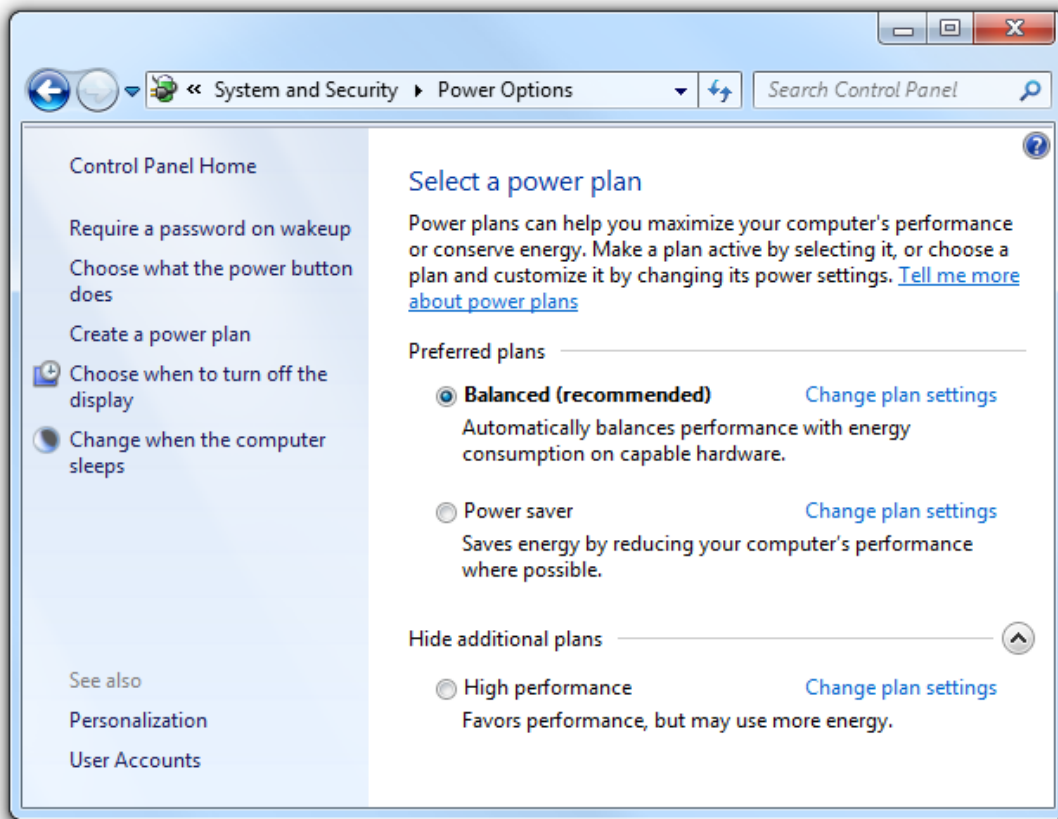 « System and Security ▸ Power Options
Search Control Panel
Control Panel Home
Require a password on wakeup
Choose what the power button
does
Create a power plan
Choose when to turn off the
display
Change when the computer
sleeps
See also
Personalization
User Accounts
Select a power plan
Power plans can help you maximize your computer's performance
or conserve energy. Make a plan active by selecting it, or choose a
plan and customize it by changing its power settings. Tell me more
about power plans
Preferred plans
Balanced (recommended) Change plan settings
Automatically balances performance with energy
consumption on capable hardware.
Power saver Change plan settings
Saves energy by reducing your computer's performance
where possible.
Hide additional plans
High performance Change plan settings
Favors performance, but may use more energy.